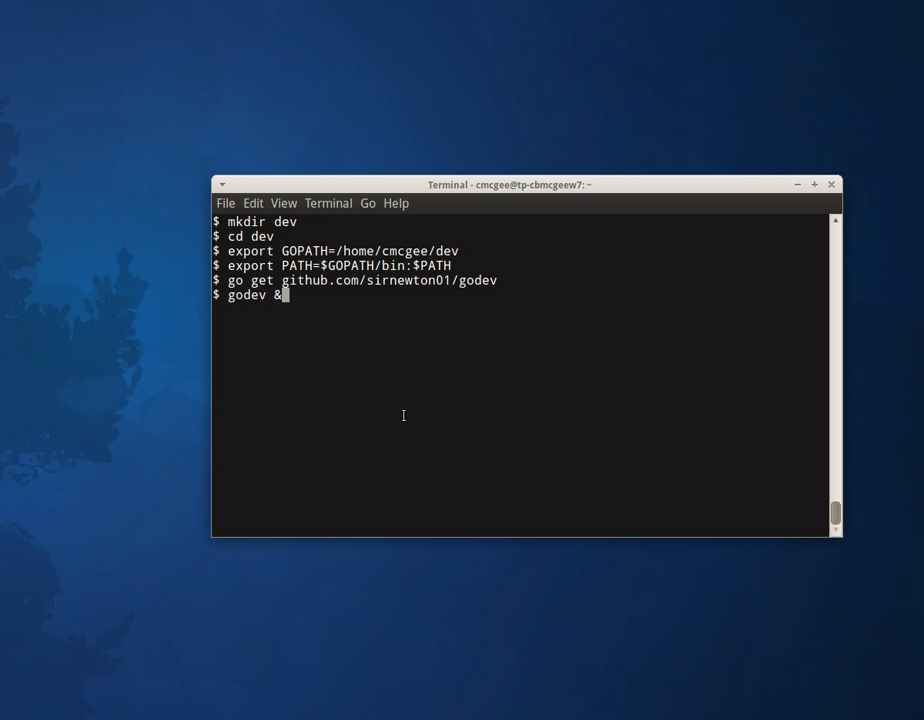 Terminal - cmcgee@tp-cbmcgeew7: ~
File Edit View Terminal Go Help
$ mkdir dev
$ cd dev
$ export GOPATH=/home/cmcgee/dev
$ export PATH=$GOPATH/bin:$PATH
$ go get github.com/sirnewton01/godev
$ godev &